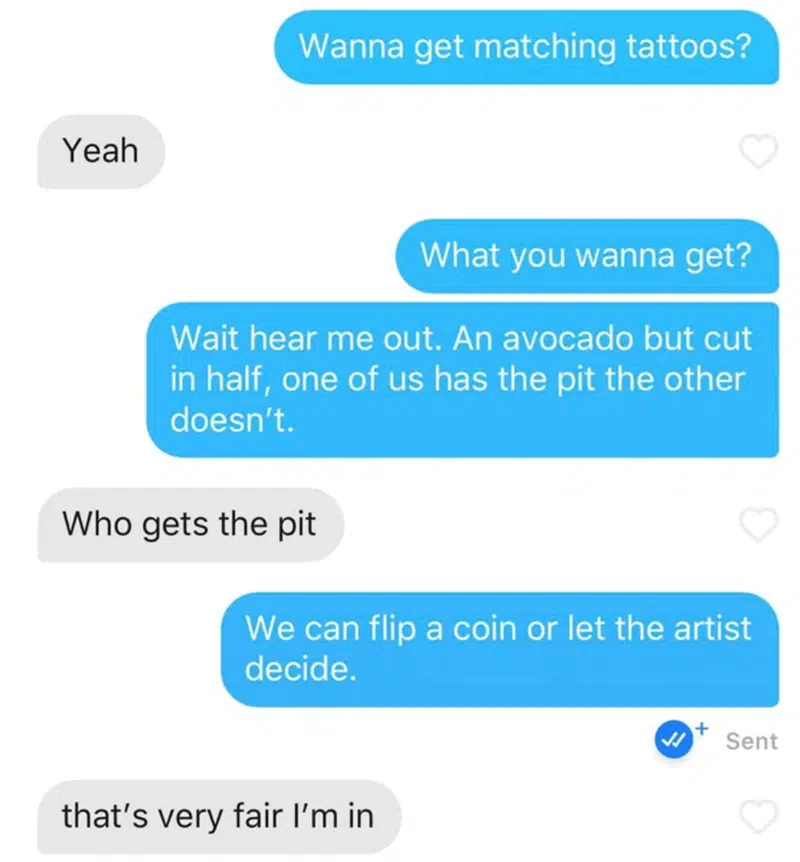 Wanna get matching tattoos?
Yeah
What you wanna get?
Wait hear me out. An avocado but cut
in half, one of us has the pit the other
doesn't.
Who gets the pit
We can flip a coin or let the artist
decide.
Sent
that's very fair I'm in